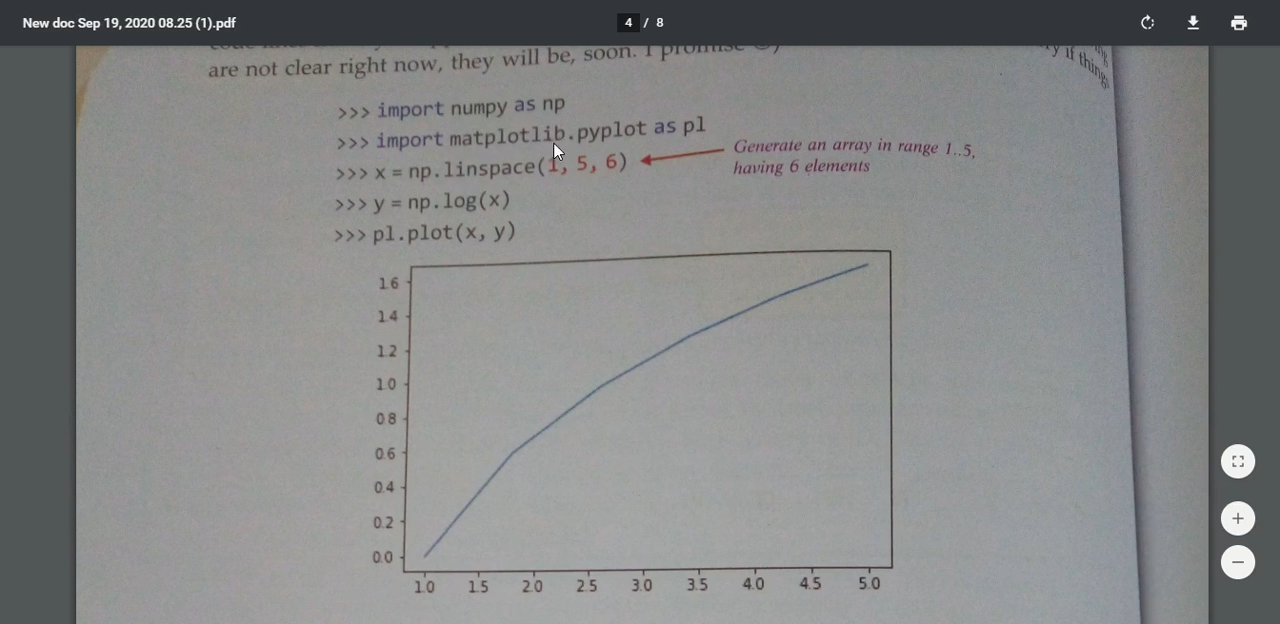 New doc Sep 19, 2020 08.25 (1).pdf
4 / 8
are not clear right now, they will be, soon. I promise
y if things
>>> import numpy as np
>>> import matplotlib.pyplot as pl
>>> x = np.linspace(1, 5, 6)
Generate an array in range 1..5,
having 6 elements
>>> y = np.log(x)
>>> pl.plot(x, y)
1.6
1.4
1.2
1.0
0.8
0.6
0.4
0.2
0.0
1.0 1.5 2.0 2.5 3.0 3.5 4.0 4.5 5.0